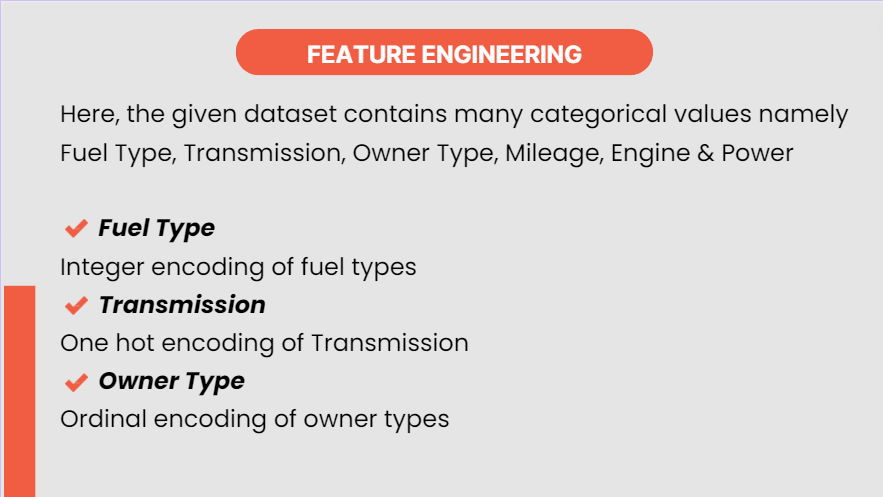 FEATURE ENGINEERING
Here, the given dataset contains many categorical values namely
Fuel Type, Transmission, Owner Type, Mileage, Engine & Power
Fuel Type
Integer encoding of fuel types
Transmission
One hot encoding of Transmission
Owner Type
Ordinal encoding of owner types